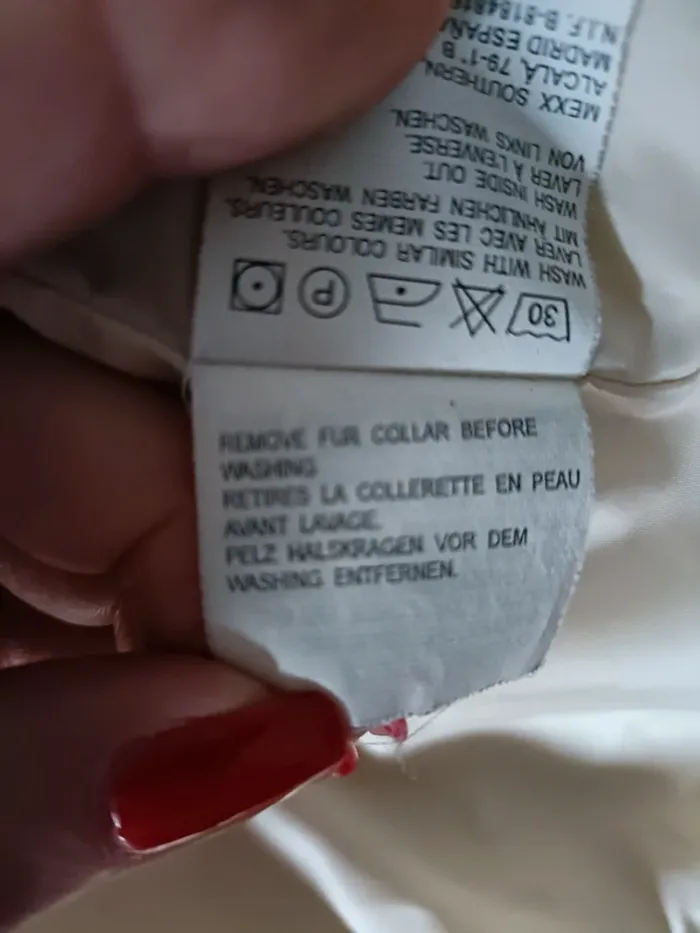 30 P
WASH WITH SIMILAR COLOURS.
LAVER AVEC LES MEMES COULEURS.
MIT ÄHNLICHEN FARBEN WASCHEN.
WASH INSIDE OUT.
LAVER À L'ENVERSE.
VON LINKS WASCHEN.
MEXX SOUTHERN
ALCALÁ, 79-1° B
MADRID ESPAÑA
N.I.F.
REMOVE FUR COLLAR BEFORE
WASHING
RETIRES LA COLLERETTE EN PEAU
AVANT LAVAGE.
PELZ HALSKRAGEN VOR DEM
WASHING ENTFERNEN.